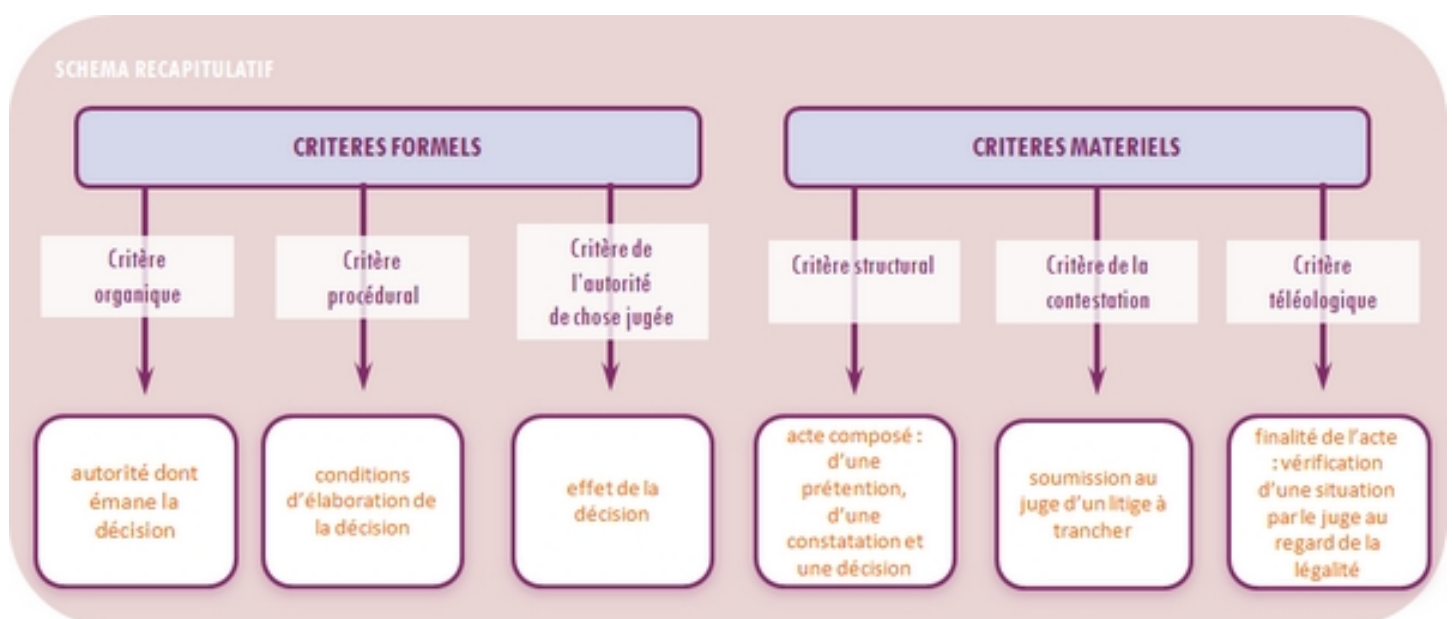 SCHEMA RECAPITULATIF
CRITERES FORMELS
CRITERES MATERIELS
Critère
organique
Critère
procédural
Critère de
l'autorité
de chose jugée
Critère structural
Critère de la
contestation
Critère
téléologique
autorité dont
émane la
décision
conditions
d'élaboration de
la décision
effet de la
décision
acte composé :
d'une
prétention,
d'une
constatation et
une décision
soumission au
juge d'un litige à
trancher
finalité de l'acte
: vérification
d'une situation
par le juge au
regard de la
légalité